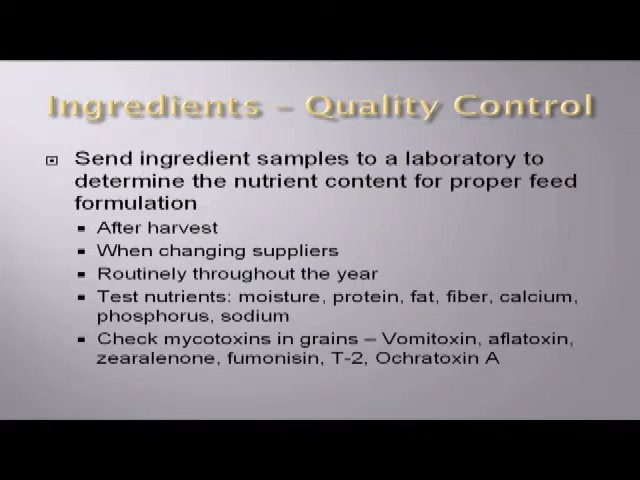 Ingredients – Quality Control
Send ingredient samples to a laboratory to
determine the nutrient content for proper feed
formulation
After harvest
When changing suppliers
Routinely throughout the year
Test nutrients: moisture, protein, fat, fiber, calcium,
phosphorus, sodium
Check mycotoxins in grains – Vomitoxin, aflatoxin,
zearalenone, fumonisin, T-2, Ochratoxin A